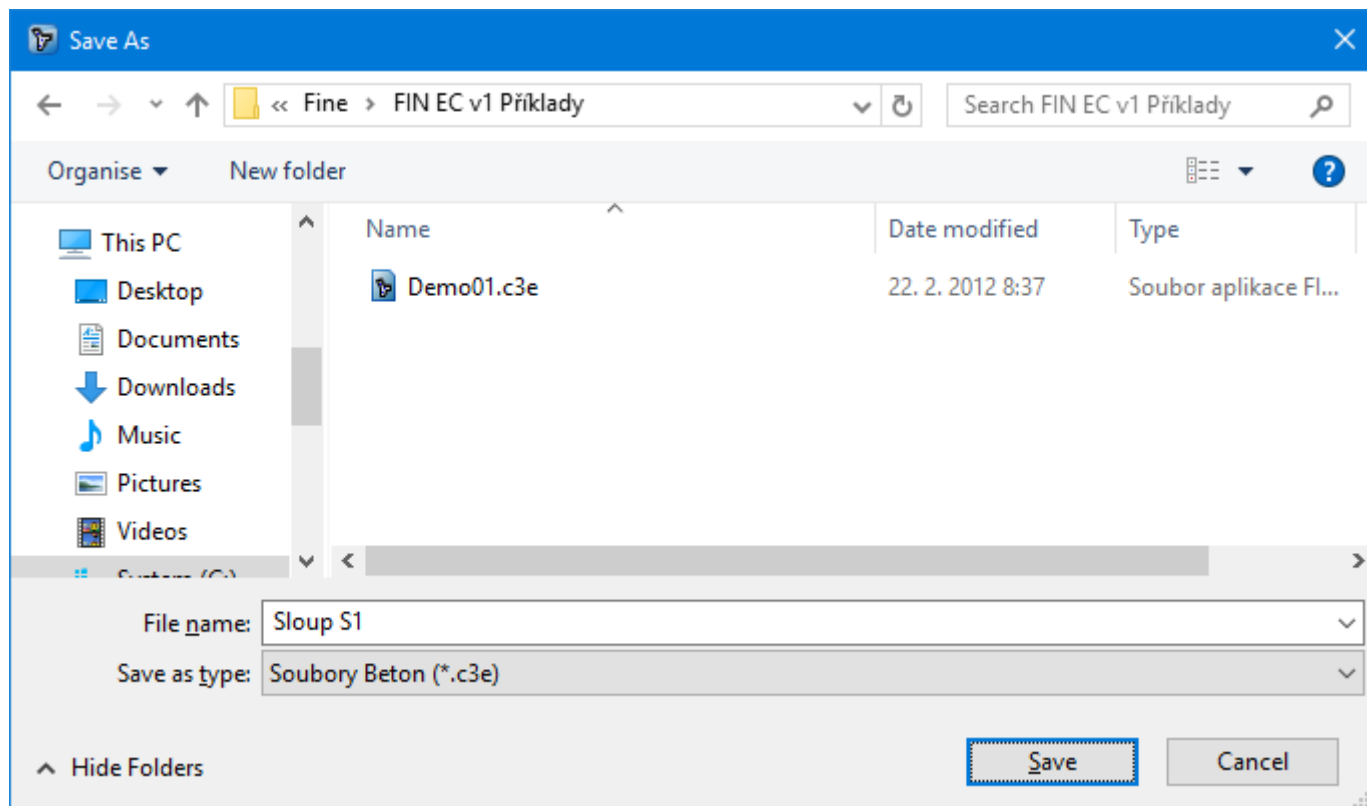 Save As
« Fine › FIN EC v1 Příklady
Search FIN EC v1 Příklady
Organise
New folder
This PC
Desktop
Documents
Downloads
Music
Pictures
Videos
System (C:)
Name
Date modified
Type
Demo01.c3e
22. 2. 2012 8:37
Soubor aplikace FI...
File name:
Sloup S1
Save as type:
Soubory Beton (*.c3e)
Hide Folders
Save
Cancel